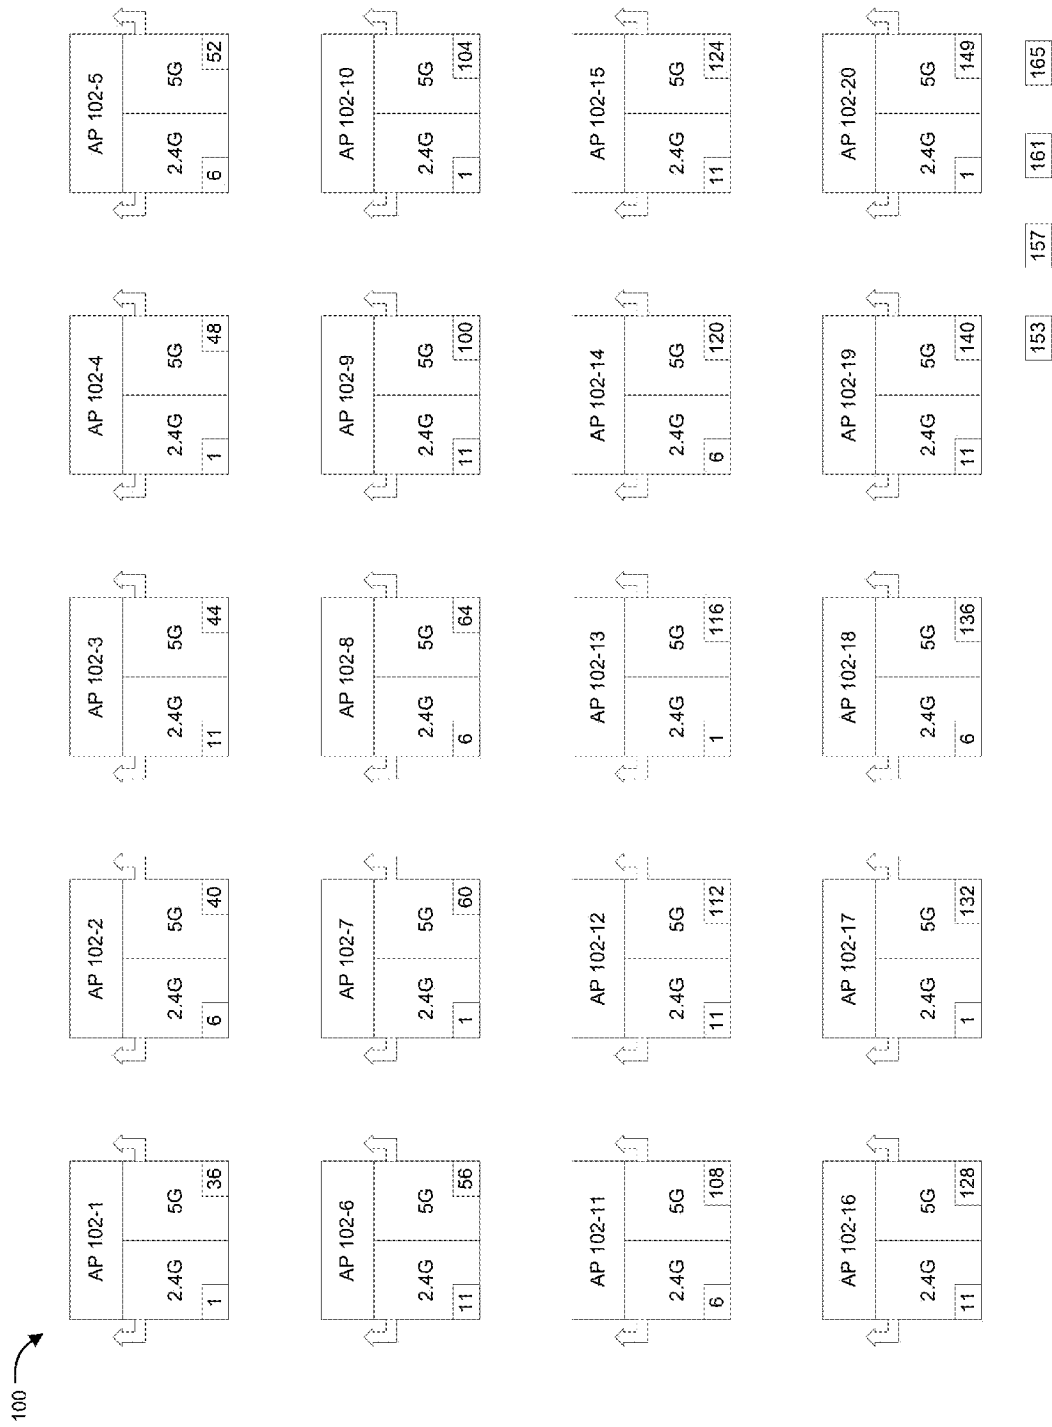 100
AP 102-1
2.4G 5G
1 36
AP 102-2
2.4G 5G
6 40
AP 102-3
2.4G 5G
11 44
AP 102-4
2.4G 5G
1 48
AP 102-5
2.4G 5G
6 52
AP 102-6
2.4G 5G
11 56
AP 102-7
2.4G 5G
1 60
AP 102-8
2.4G 5G
6 64
AP 102-9
2.4G 5G
11 100
AP 102-10
2.4G 5G
1 104
AP 102-11
2.4G 5G
6 108
AP 102-12
2.4G 5G
11 112
AP 102-13
2.4G 5G
1 116
AP 102-14
2.4G 5G
6 120
AP 102-15
2.4G 5G
11 124
AP 102-16
2.4G 5G
11 128
AP 102-17
2.4G 5G
1 132
AP 102-18
2.4G 5G
6 136
AP 102-19
2.4G 5G
11 140
AP 102-20
2.4G 5G
1 149
153 157 161 165